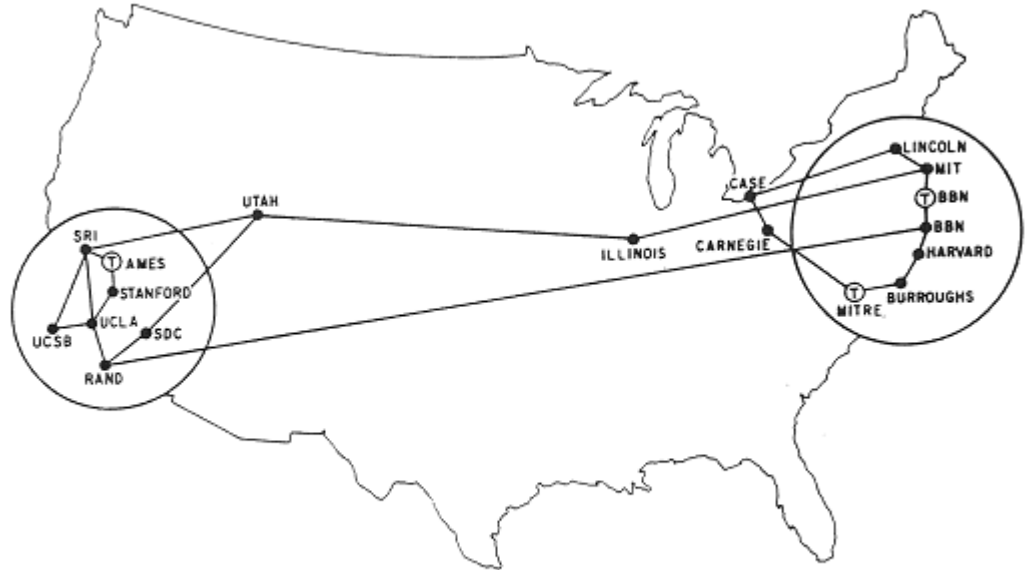 LINCOLN
MIT
CASE
T BBN
UTAH
BBN
SRI
CARNEGIE
ILLINOIS
HARVARD
T AMES
STANFORD
T
BURROUGHS
MITRE
UCLA
SDC
UCSB
RAND